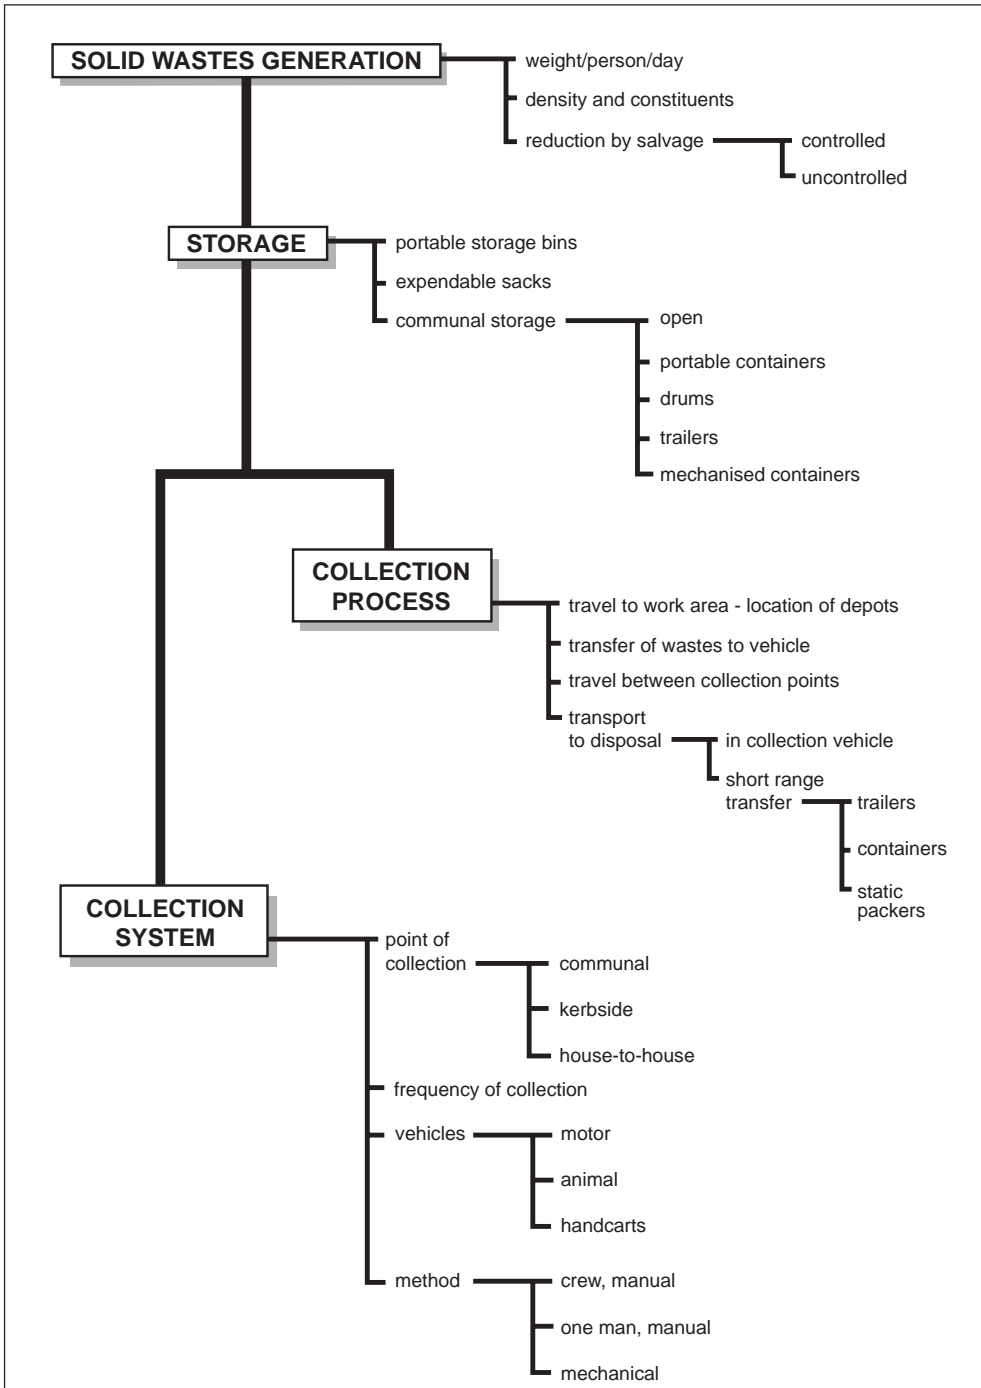 SOLID WASTES GENERATION
weight/person/day
density and constituents
reduction by salvage
controlled
uncontrolled
STORAGE
portable storage bins
expendable sacks
communal storage
open
portable containers
drums
trailers
mechanised containers
COLLECTION
PROCESS
travel to work area - location of depots
transfer of wastes to vehicle
travel between collection points
transport
to disposal
in collection vehicle
short range
transfer
trailers
containers
static
packers
COLLECTION
SYSTEM
point of
collection
communal
kerbside
house-to-house
frequency of collection
vehicles
motor
animal
handcarts
method
crew, manual
one man, manual
mechanical